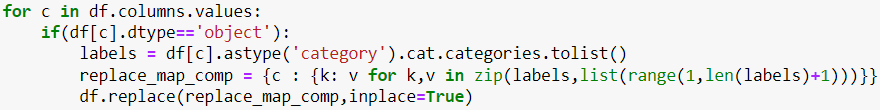 for c in df.columns.values:
    if(df[c].dtype=='object'):
        labels = df[c].astype('category').cat.categories.tolist()
        replace_map_comp = {c : {k: v for k,v in zip(labels,list(range(1,len(labels)+1)))}}
        df.replace(replace_map_comp,inplace=True)